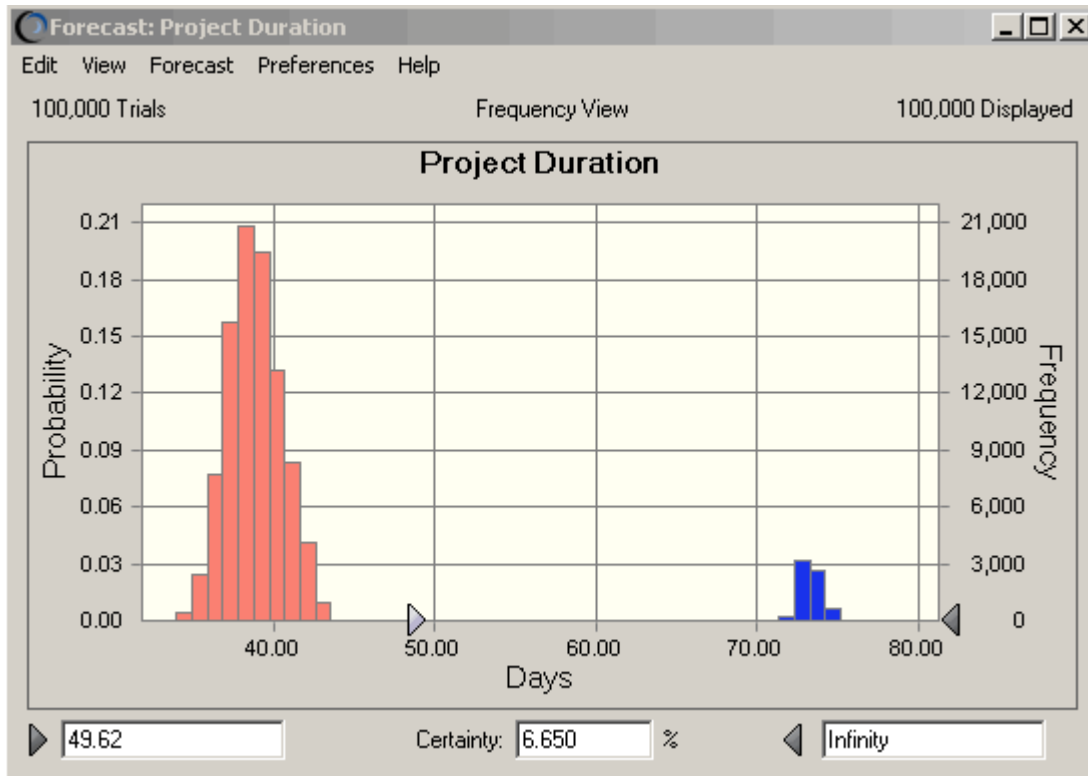 Forecast: Project Duration
Edit View Forecast Preferences Help
100,000 Trials Frequency View 100,000 Displayed
Project Duration
0.21 21,000
0.18 18,000
0.15 15,000
0.12 12,000
0.09 9,000
0.06 6,000
0.03 3,000
0.00 0
Probability
Frequency
40.00 50.00 60.00 70.00 80.00
Days
49.62 Certainty: 6.650 % Infinity